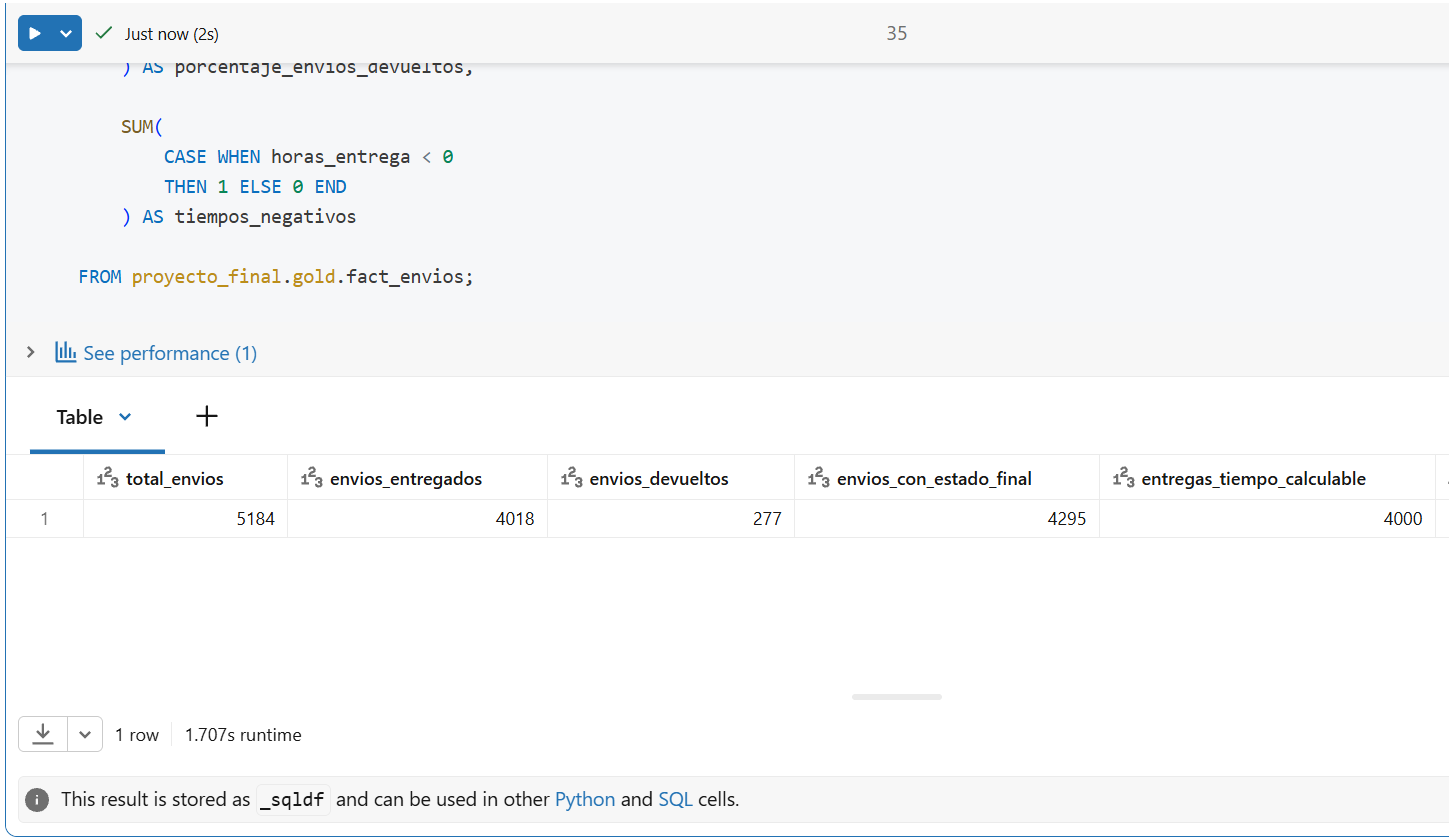 Just now (2s)
35
) AS porcentaje_envios_devueltos,
SUM(
CASE WHEN horas_entrega < 0
THEN 1 ELSE 0 END
) AS tiempos_negativos
FROM proyecto_final.gold.fact_envios;
See performance (1)
Table
total_envios envios_entregados envios_devueltos envios_con_estado_final entregas_tiempo_calculable
1 5184 4018 277 4295 4000
1 row 1.707s runtime
This result is stored as _sqldf and can be used in other Python and SQL cells.